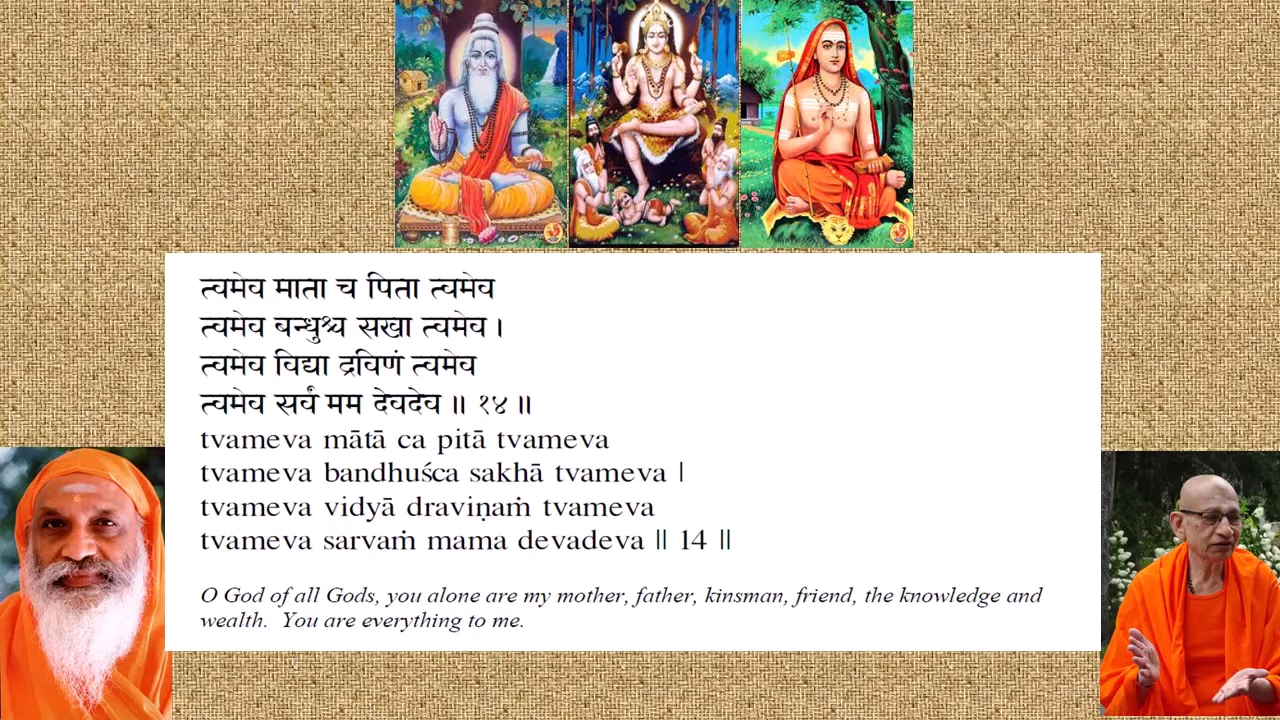 त्वमेव माता च पिता त्वमेव
त्वमेव बन्धुश्च सखा त्वमेव ।
त्वमेव विद्या द्रविणं त्वमेव
त्वमेव सर्वं मम देवदेव ॥ १४ ॥
tvameva mātā ca pitā tvameva
tvameva bandhuśca sakhā tvameva |
tvameva vidyā draviṇaṁ tvameva
tvameva sarvaṁ mama devadeva || 14 ||
O God of all Gods, you alone are my mother, father, kinsman, friend, the knowledge and
wealth.  You are everything to me.